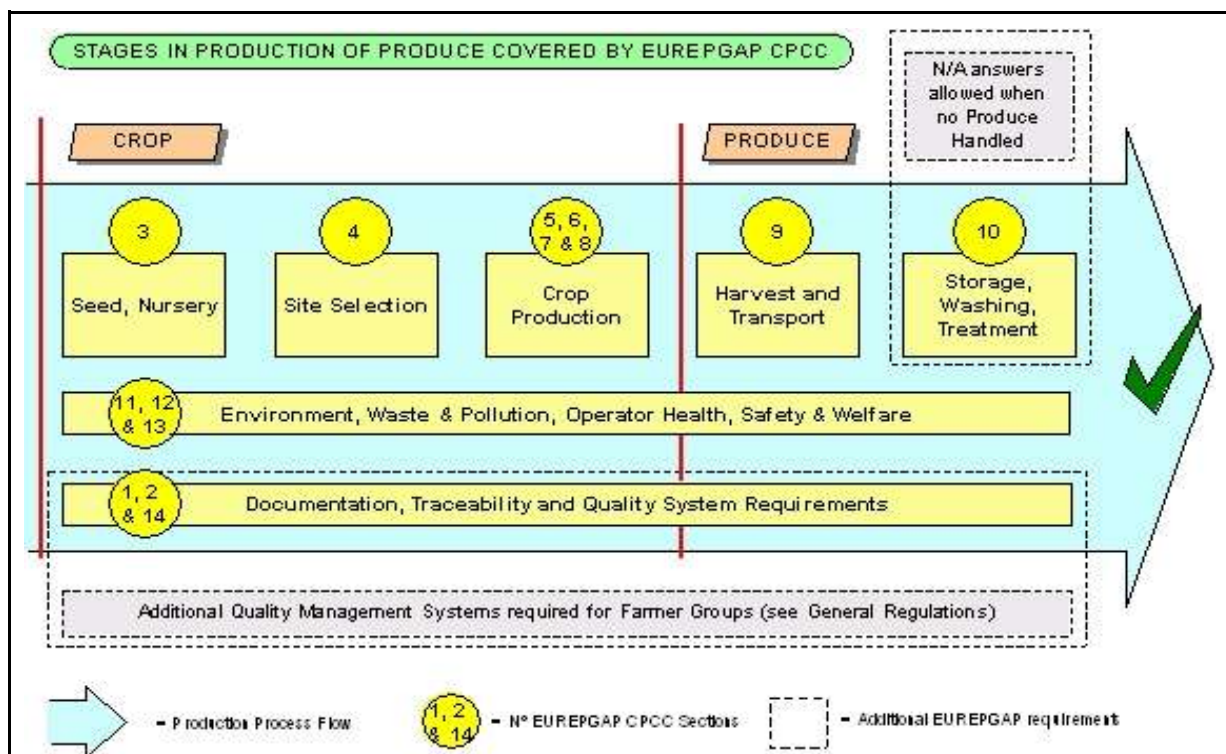 STAGES IN PRODUCTION OF PRODUCE COVERED BY EUREPGAP CPCC
N/A answers
allowed when
no Produce
Handled
CROP
PRODUCE
3
Seed, Nursery
4
Site Selection
5, 6,
7 & 8
Crop
Production
9
Harvest and
Transport
10
Storage,
Washing,
Treatment
11, 12
& 13
Environment, Waste & Pollution, Operator Health, Safety & Welfare
1, 2
& 14
Documentation, Traceability and Quality System Requirements
Additional Quality Management Systems required for Farmer Groups (see General Regulations)
= Production Process Flow
1, 2
& 14
= Nº EUREPGAP CPCC Sections
= Additional EUREPGAP requirements